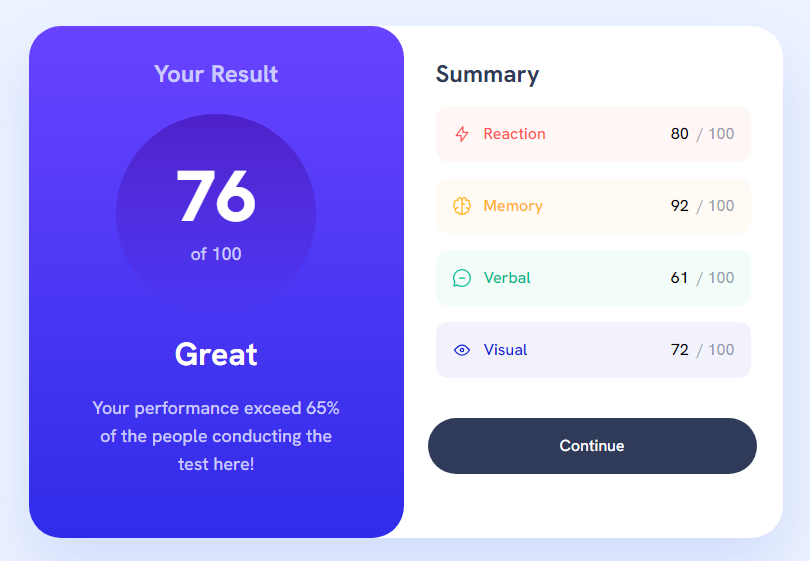 Your Result
76
of 100
Great
Your performance exceed 65%
of the people conducting the
test here!
Summary
Reaction 80 / 100
Memory 92 / 100
Verbal 61 / 100
Visual 72 / 100
Continue